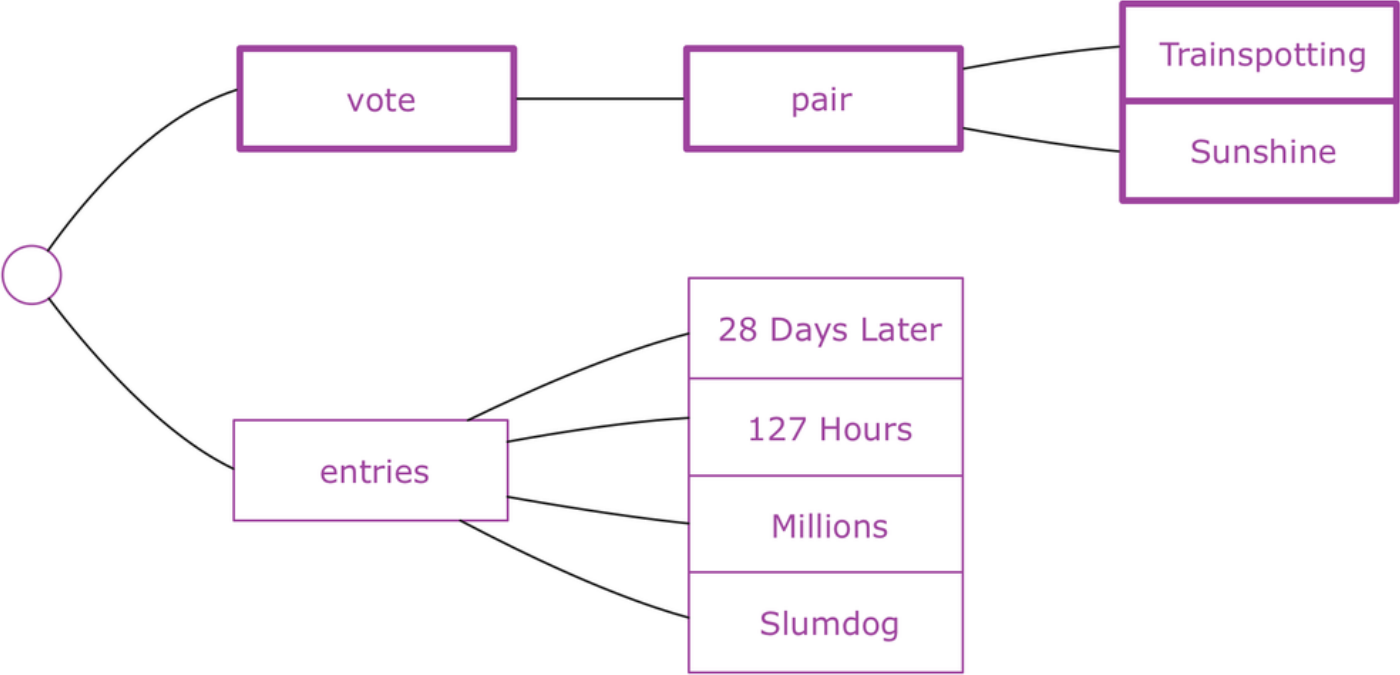 vote
pair
Trainspotting
Sunshine
entries
28 Days Later
127 Hours
Millions
Slumdog